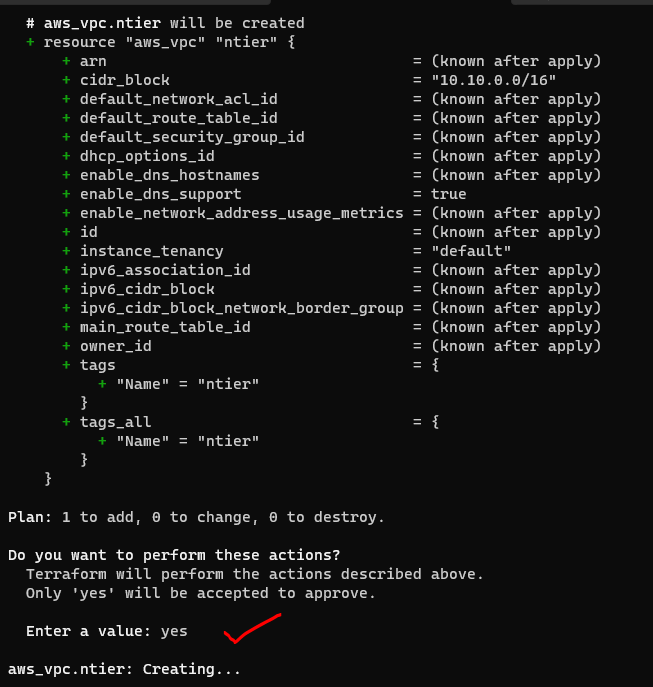 # aws_vpc.ntier will be created
+ resource "aws_vpc" "ntier" {
+ arn = (known after apply)
+ cidr_block = "10.10.0.0/16"
+ default_network_acl_id = (known after apply)
+ default_route_table_id = (known after apply)
+ default_security_group_id = (known after apply)
+ dhcp_options_id = (known after apply)
+ enable_dns_hostnames = (known after apply)
+ enable_dns_support = true
+ enable_network_address_usage_metrics = (known after apply)
+ id = (known after apply)
+ instance_tenancy = "default"
+ ipv6_association_id = (known after apply)
+ ipv6_cidr_block = (known after apply)
+ ipv6_cidr_block_network_border_group = (known after apply)
+ main_route_table_id = (known after apply)
+ owner_id = (known after apply)
+ tags = {
+ "Name" = "ntier"
}
+ tags_all = {
+ "Name" = "ntier"
}
}
Plan: 1 to add, 0 to change, 0 to destroy.
Do you want to perform these actions?
Terraform will perform the actions described above.
Only 'yes' will be accepted to approve.
Enter a value: yes
aws_vpc.ntier: Creating...